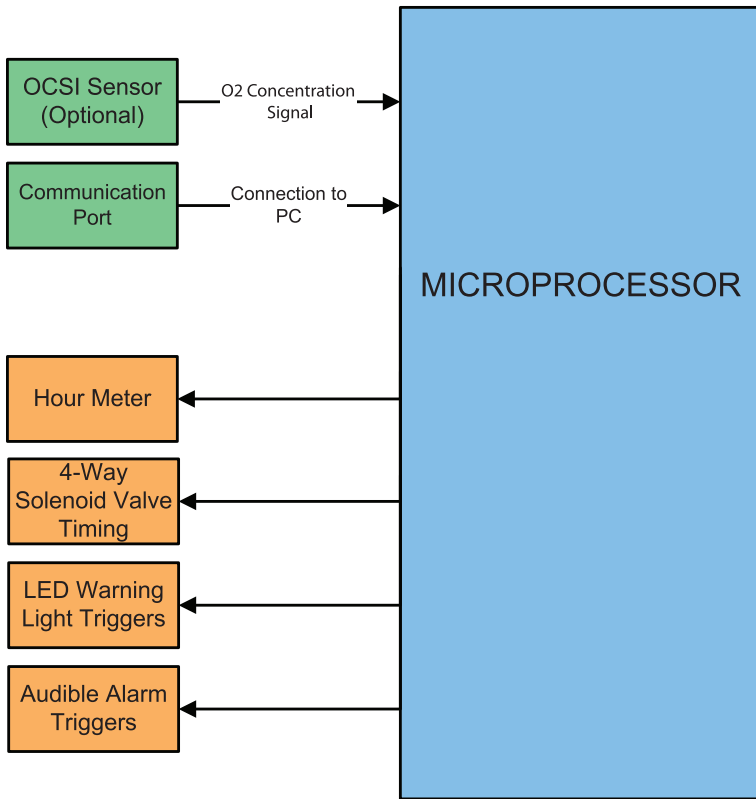 OCSI Sensor
(Optional)
O2 Concentration
Signal
Communication
Port
Connection to
PC
MICROPROCESSOR
Hour Meter
4-Way
Solenoid Valve
Timing
LED Warning
Light Triggers
Audible Alarm
Triggers